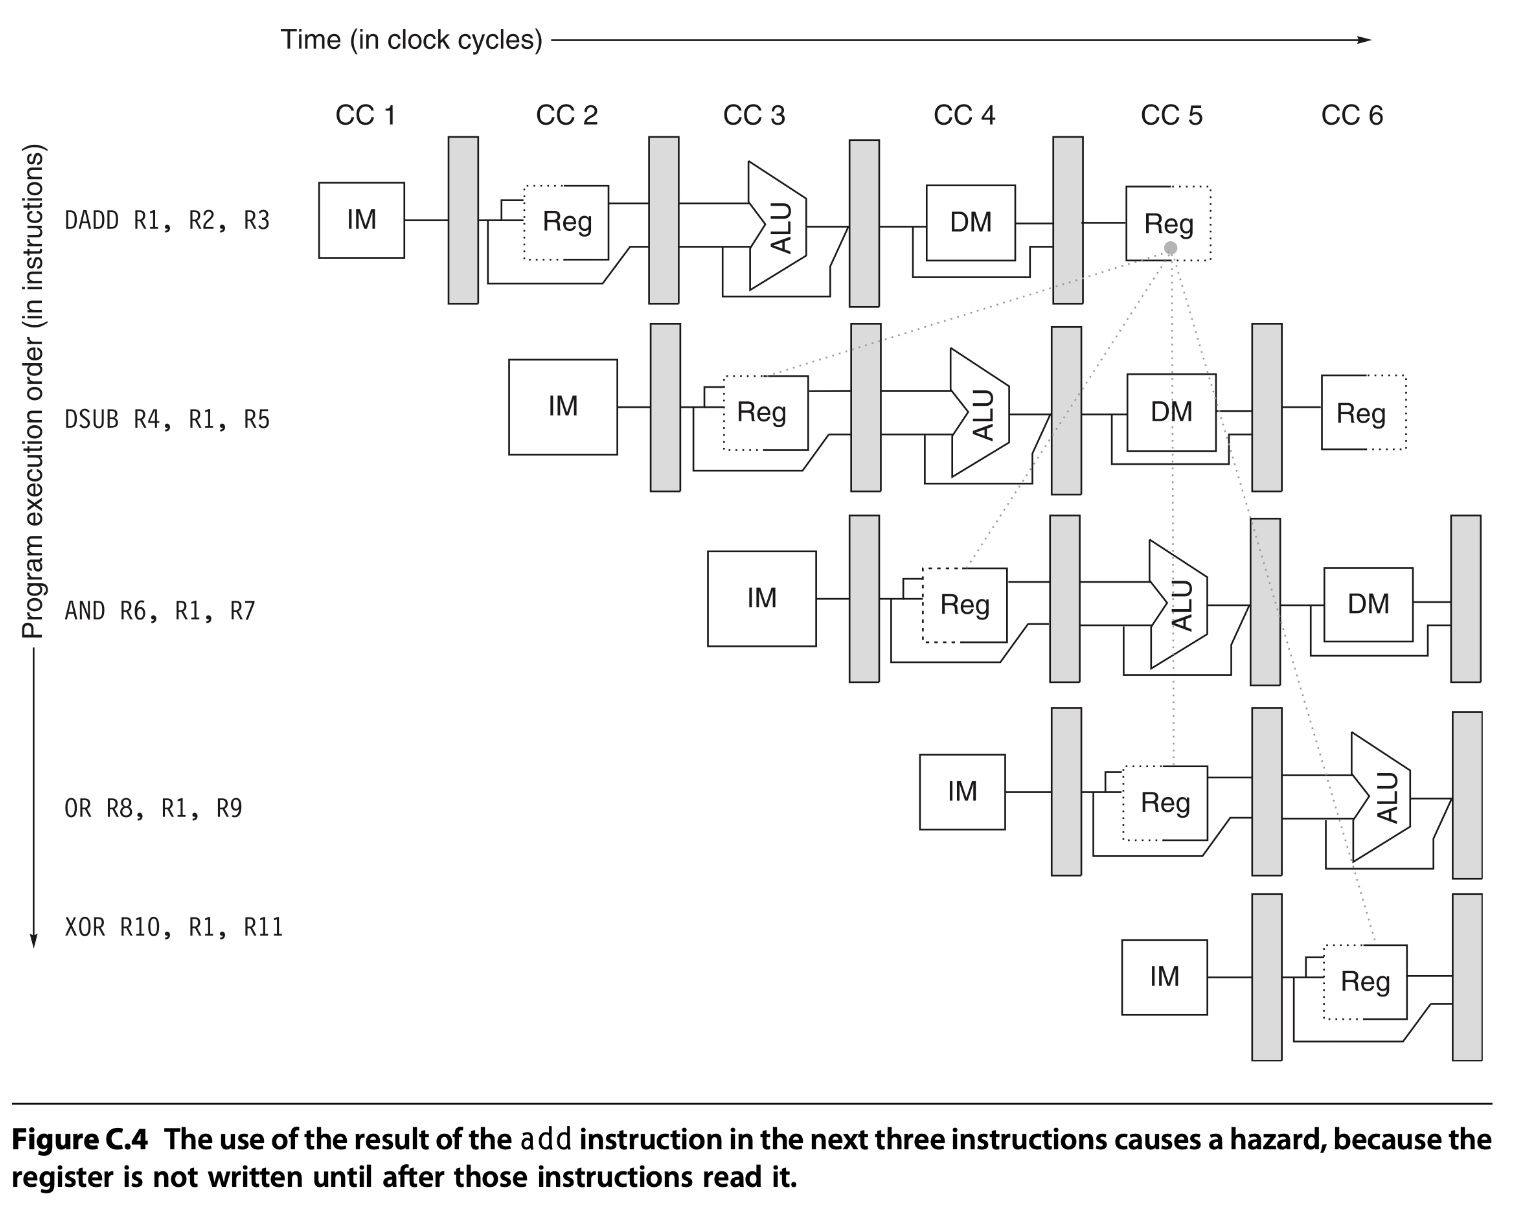 Time (in clock cycles)
CC 1 CC 2 CC 3 CC 4 CC 5 CC 6
Program execution order (in instructions)
DADD R1, R2, R3
IM Reg ALU DM Reg
DSUB R4, R1, R5
IM Reg ALU DM Reg
AND R6, R1, R7
IM Reg ALU DM
OR R8, R1, R9
IM Reg ALU
XOR R10, R1, R11
IM Reg
Figure C.4 The use of the result of the add instruction in the next three instructions causes a hazard, because the
register is not written until after those instructions read it.